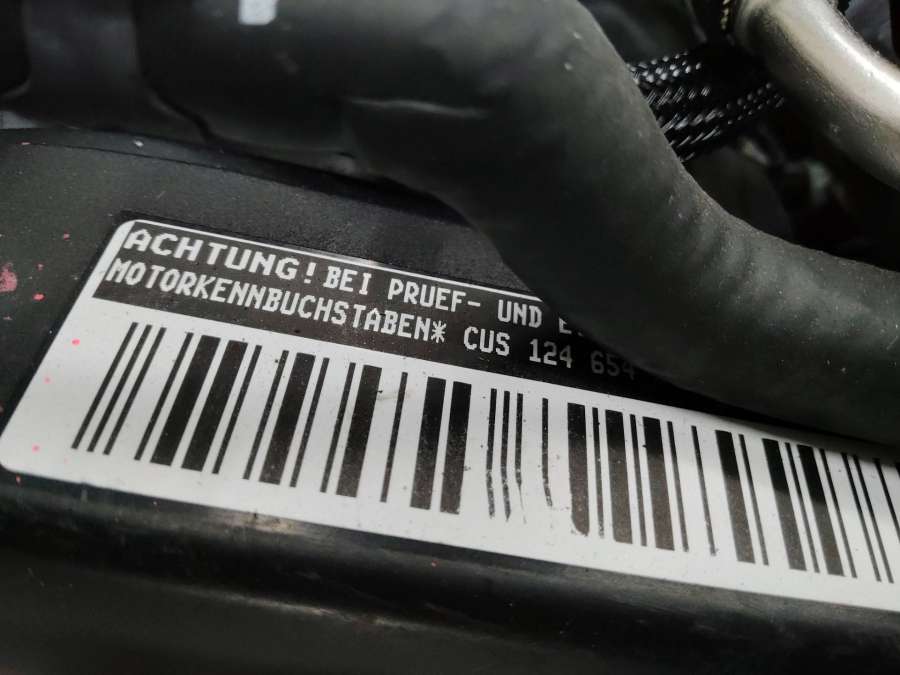 ACHTUNG! BEI PRUEF- UND
MOTORKENNBUCHSTABEN* CUS 124 654